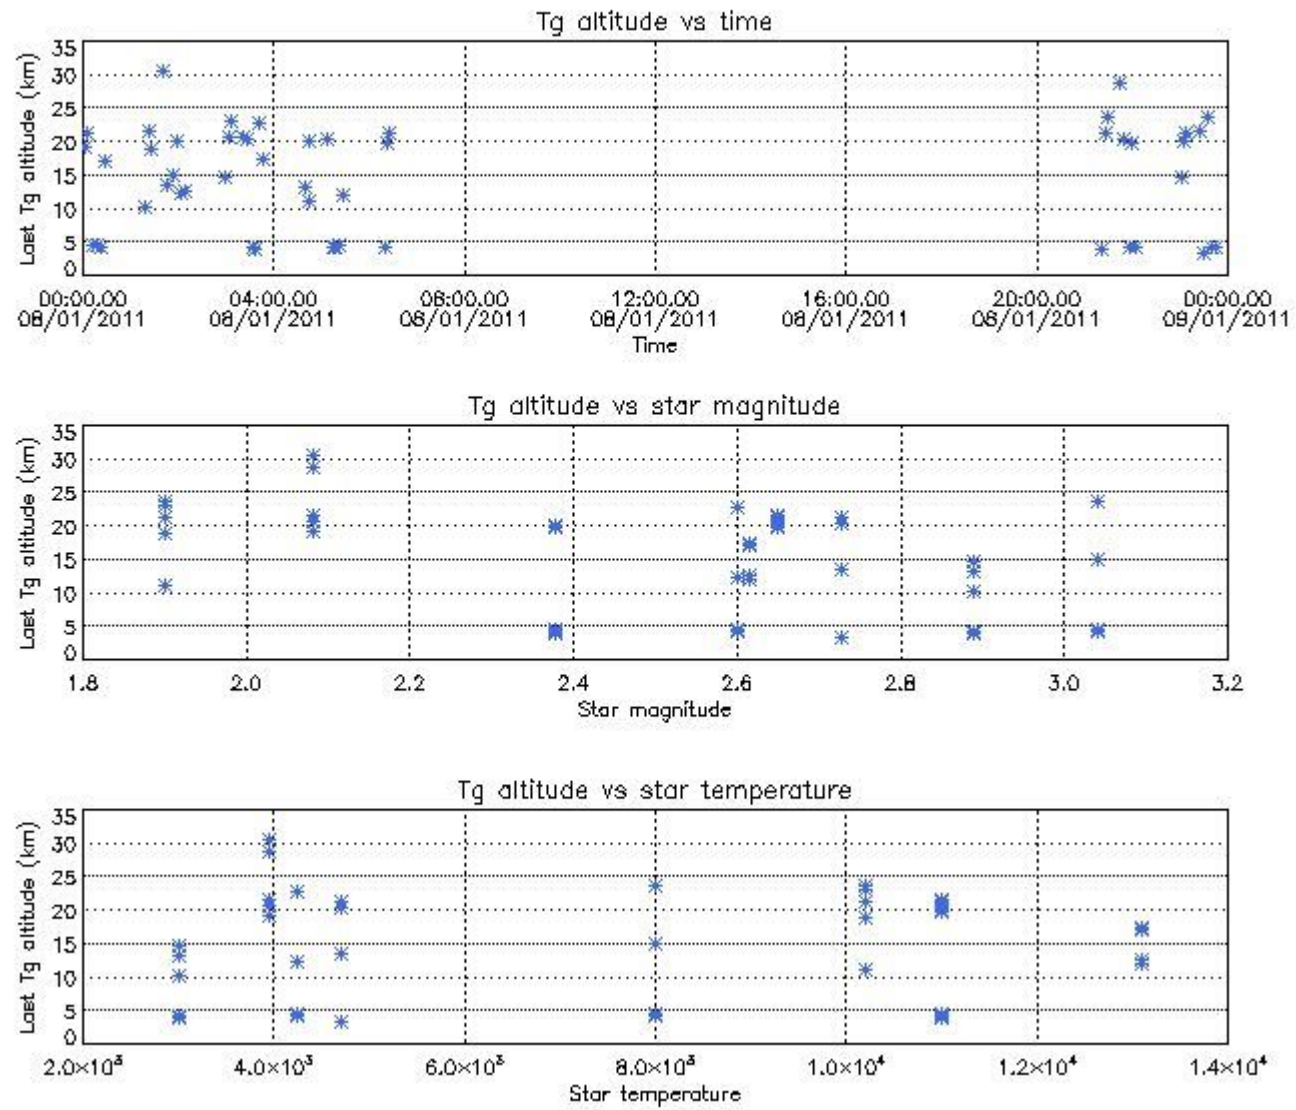 Tg altitude vs time
Last Tg altitude (km)
35
30
25
20
15
10
5
0
00:00.00 04:00.00 08:00.00 12:00.00 16:00.00 20:00.00 00:00.00
08/01/2011 08/01/2011 08/01/2011 08/01/2011 08/01/2011 08/01/2011 09/01/2011
Time
Tg altitude vs star magnitude
Last Tg altitude (km)
35
30
25
20
15
10
5
0
1.8 2.0 2.2 2.4 2.6 2.8 3.0 3.2
Star magnitude
Tg altitude vs star temperature
Last Tg altitude (km)
35
30
25
20
15
10
5
0
2.0×10³ 4.0×10³ 6.0×10³ 8.0×10³ 1.0×10⁴ 1.2×10⁴ 1.4×10⁴
Star temperature